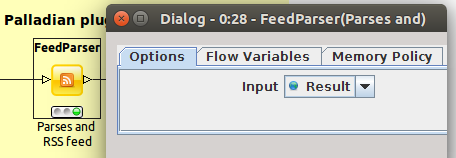 Palladian plu
FeedParser
Parses and
RSS feed
Dialog - 0:28 - FeedParser(Parses and)
Options
Flow Variables
Memory Policy
Input
Result